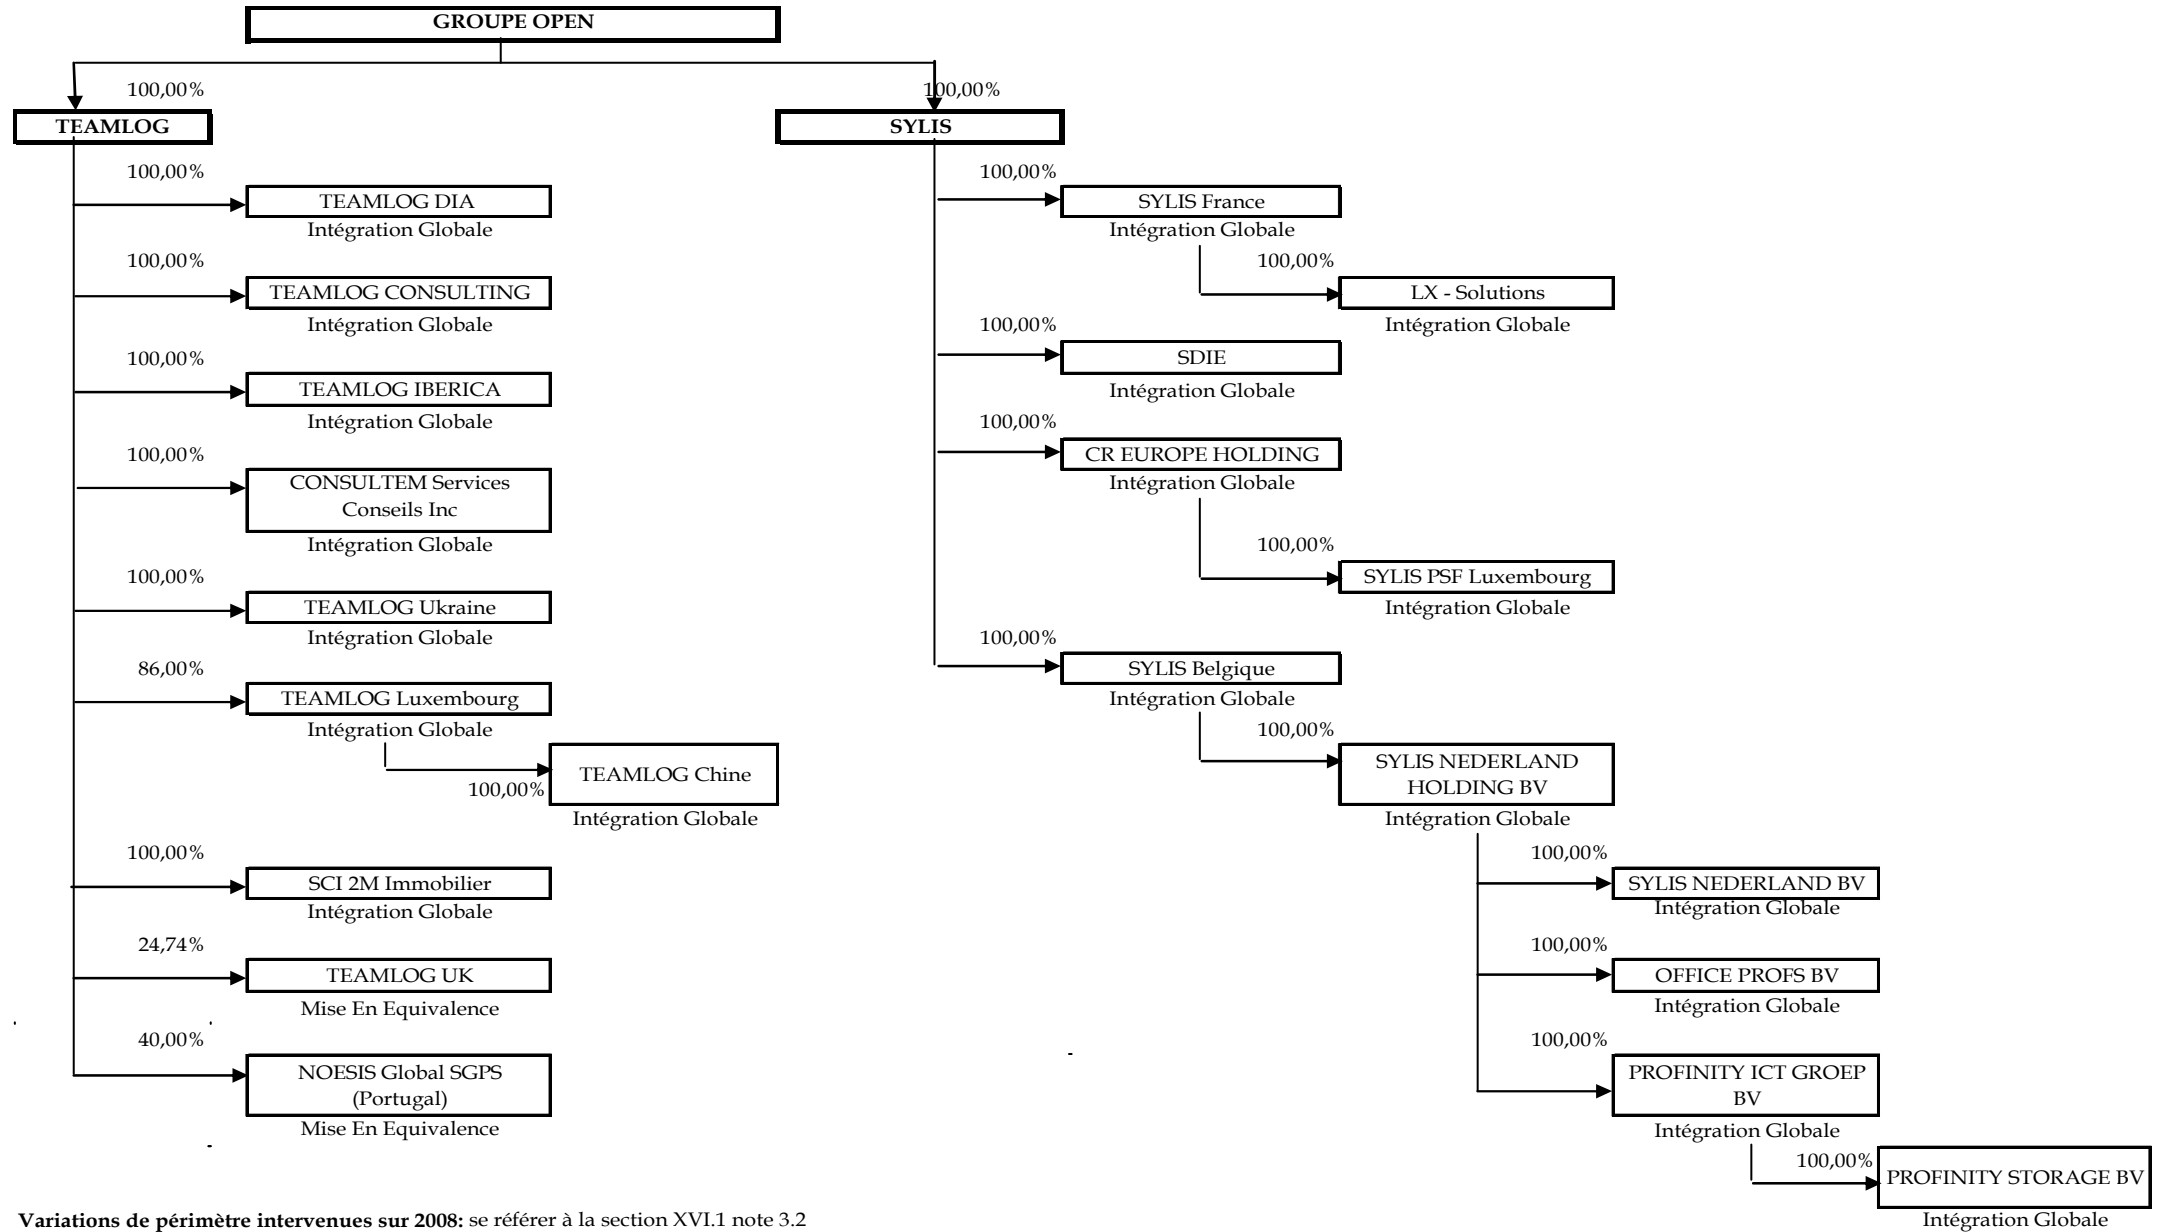 GROUPE OPEN
100,00%
100,00%
TEAMLOG
SYLIS
100,00%
TEAMLOG DIA
Intégration Globale
100,00%
TEAMLOG CONSULTING
Intégration Globale
100,00%
TEAMLOG IBERICA
Intégration Globale
100,00%
CONSULTEM Services
Conseils Inc
Intégration Globale
100,00%
TEAMLOG Ukraine
Intégration Globale
86,00%
TEAMLOG Luxembourg
Intégration Globale
TEAMLOG Chine
100,00%
Intégration Globale
100,00%
SCI 2M Immobilier
Intégration Globale
24,74%
TEAMLOG UK
Mise En Equivalence
40,00%
NOESIS Global SGPS
(Portugal)
Mise En Equivalence
100,00%
SYLIS France
Intégration Globale
100,00%
LX - Solutions
Intégration Globale
100,00%
SDIE
Intégration Globale
100,00%
CR EUROPE HOLDING
Intégration Globale
100,00%
SYLIS PSF Luxembourg
Intégration Globale
100,00%
SYLIS Belgique
Intégration Globale
100,00%
SYLIS NEDERLAND
HOLDING BV
Intégration Globale
100,00%
SYLIS NEDERLAND BV
Intégration Globale
100,00%
OFFICE PROFS BV
Intégration Globale
100,00%
PROFINITY ICT GROEP
BV
Intégration Globale
100,00%
PROFINITY STORAGE BV
Intégration Globale
Variations de périmètre intervenues sur 2008: se référer à la section XVI.1 note 3.2